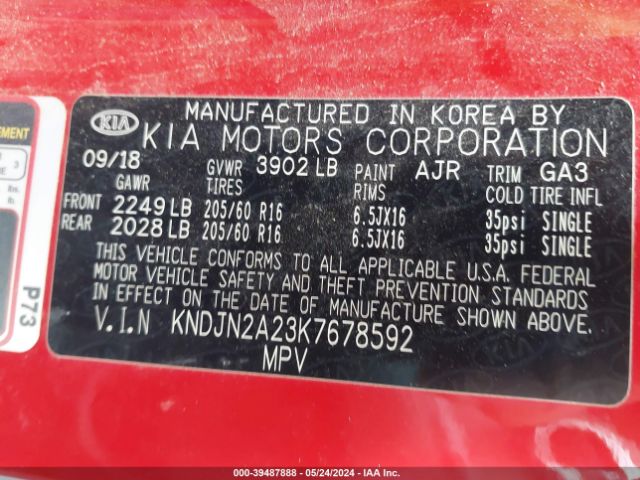 MANUFACTURED IN KOREA BY
KIA KIA MOTORS CORPORATION
09/18 GVWR 3902 LB PAINT AJR TRIM GA3
GAWR TIRES RIMS COLD TIRE INFL
FRONT 2249 LB 205/60 R16 6.5JX16 35psi SINGLE
REAR 2028 LB 205/60 R16 6.5JX16 35psi SINGLE
THIS VEHICLE CONFORMS TO ALL APPLICABLE U.S.A. FEDERAL
MOTOR VEHICLE SAFETY AND THEFT PREVENTION STANDARDS
IN EFFECT ON THE DATE OF MANUFACTURE SHOWN ABOVE.
V.I.N KNDJN2A23K7678592
MPV
P73
3
000-39487888 • 05/24/2024 • IAA Inc.